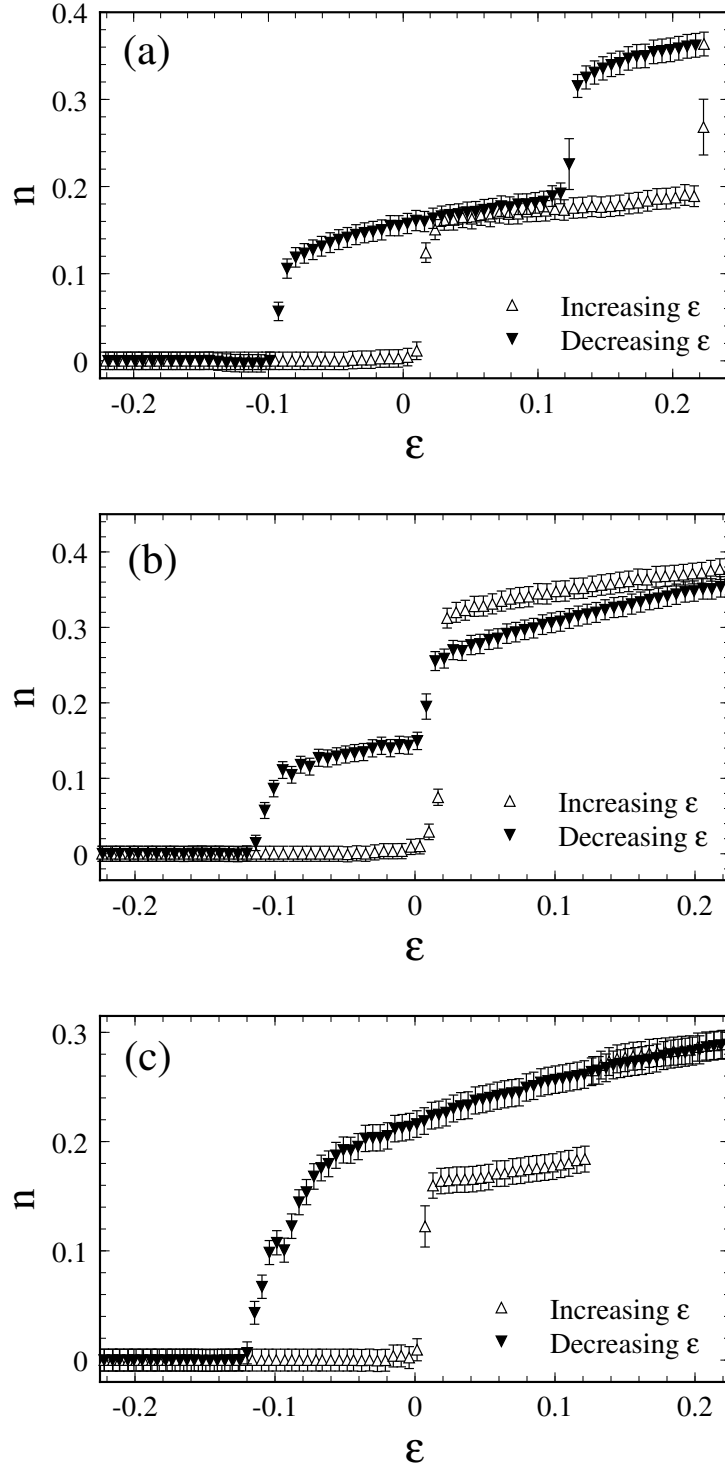 (a)
n
0.4
0.3
0.2
0.1
0
△ Increasing ε
▼ Decreasing ε
-0.2 -0.1 0 0.1 0.2
ε
(b)
n
0.4
0.3
0.2
0.1
0
△ Increasing ε
▼ Decreasing ε
-0.2 -0.1 0 0.1 0.2
ε
(c)
n
0.3
0.2
0.1
0
△ Increasing ε
▼ Decreasing ε
-0.2 -0.1 0 0.1 0.2
ε